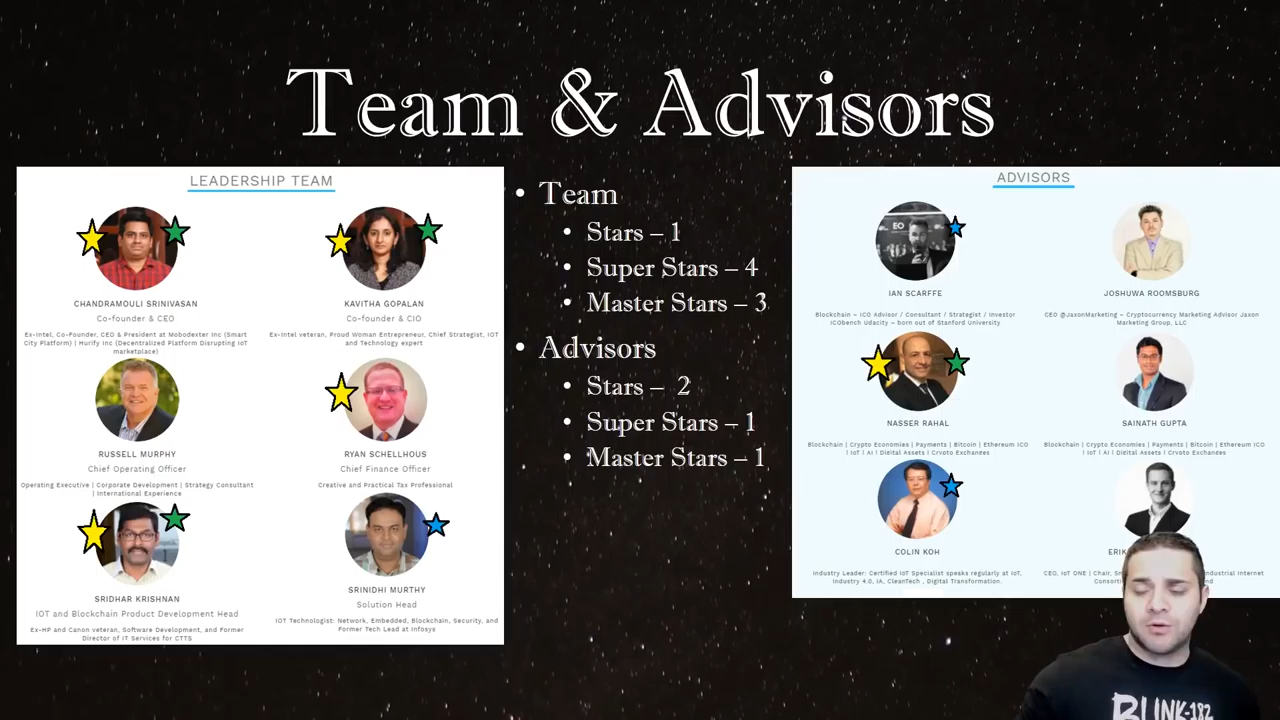 Team & Advisors
LEADERSHIP TEAM
CHANDRAMOULI SRINIVASAN
Co-founder & CEO
Ex-Intel, Co-Founder, CEO & President at Mobodexter Inc (Smart
City Platform) | Hurify Inc (Decentralized Platform Disrupting IoT
marketplace)
KAVITHA GOPALAN
Co-founder & CIO
Ex-Intel veteran, Proud Woman Entrepreneur, Chief Strategist, IOT
and Technology expert
RUSSELL MURPHY
Chief Operating Officer
Operating Executive | Corporate Development | Strategy Consultant
| International Experience
RYAN SCHELLHOUS
Chief Finance Officer
Creative and Practical Tax Professional
SRIDHAR KRISHNAN
IOT and Blockchain Product Development Head
Ex-HP and Canon veteran, Software Development, and Former
Director of IT Services for CTTS
SRINIDHI MURTHY
Solution Head
IOT Technologist: Network, Embedded, Blockchain, Security, and
Former Tech Lead at Infosys
• Team
• Stars – 1
• Super Stars – 4
• Master Stars – 3
• Advisors
• Stars – 2
• Super Stars – 1
• Master Stars – 1
ADVISORS
IAN SCARFFE
Blockchain – ICO Advisor / Consultant / Strategist / Investor
ICObench Udacity – born out of Stanford University
JOSHUWA ROOMSBURG
CEO @JaxonMarketing – Cryptocurrency Marketing Advisor Jaxon
Marketing Group, LLC
NASSER RAHAL
Blockchain | Crypto Economies | Payments | Bitcoin | Ethereum ICO
| IoT | AI | Digital Assets | Crypto Exchanges
SAINATH GUPTA
Blockchain | Crypto Economies | Payments | Bitcoin | Ethereum ICO
| IoT | AI | Digital Assets | Crypto Exchanges
COLIN KOH
Industry Leader: Certified IoT Specialist speaks regularly at IoT,
Industry 4.0, IA, CleanTech , Digital Transformation.
ERIK
CEO, IoT ONE | Chair, Industrial Internet
BLINK-182